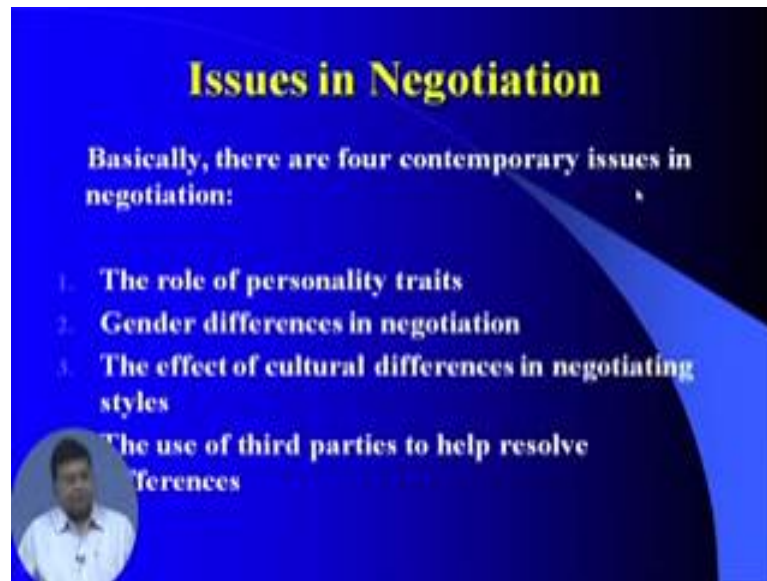 Issues in Negotiation
Basically, there are four contemporary issues in
negotiation:
1. The role of personality traits
2. Gender differences in negotiation
3. The effect of cultural differences in negotiating
styles
The use of third parties to help resolve
ferences